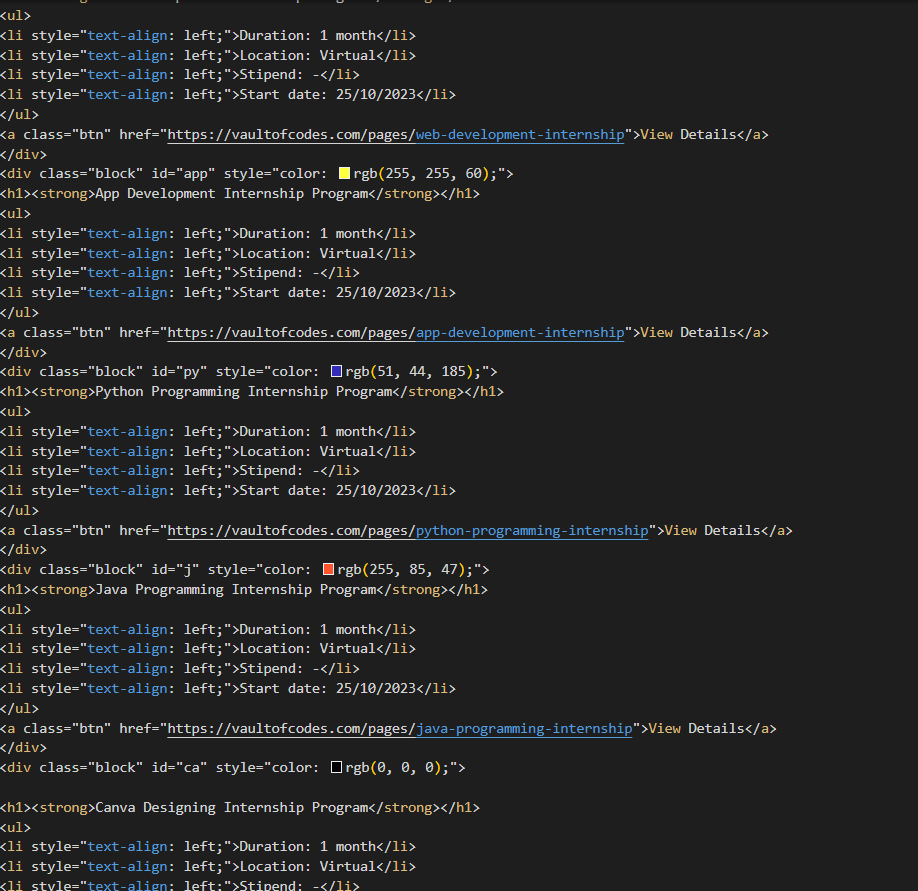 <ul>
<li style="text-align: left;">Duration: 1 month</li>
<li style="text-align: left;">Location: Virtual</li>
<li style="text-align: left;">Stipend: -</li>
<li style="text-align: left;">Start date: 25/10/2023</li>
</ul>
<a class="btn" href="https://vaultofcodes.com/pages/web-development-internship">View Details</a>
</div>
<div class="block" id="app" style="color: rgb(255, 255, 60);">
<h1><strong>App Development Internship Program</strong></h1>
<ul>
<li style="text-align: left;">Duration: 1 month</li>
<li style="text-align: left;">Location: Virtual</li>
<li style="text-align: left;">Stipend: -</li>
<li style="text-align: left;">Start date: 25/10/2023</li>
</ul>
<a class="btn" href="https://vaultofcodes.com/pages/app-development-internship">View Details</a>
</div>
<div class="block" id="py" style="color: rgb(51, 44, 185);">
<h1><strong>Python Programming Internship Program</strong></h1>
<ul>
<li style="text-align: left;">Duration: 1 month</li>
<li style="text-align: left;">Location: Virtual</li>
<li style="text-align: left;">Stipend: -</li>
<li style="text-align: left;">Start date: 25/10/2023</li>
</ul>
<a class="btn" href="https://vaultofcodes.com/pages/python-programming-internship">View Details</a>
</div>
<div class="block" id="j" style="color: rgb(255, 85, 47);">
<h1><strong>Java Programming Internship Program</strong></h1>
<ul>
<li style="text-align: left;">Duration: 1 month</li>
<li style="text-align: left;">Location: Virtual</li>
<li style="text-align: left;">Stipend: -</li>
<li style="text-align: left;">Start date: 25/10/2023</li>
</ul>
<a class="btn" href="https://vaultofcodes.com/pages/java-programming-internship">View Details</a>
</div>
<div class="block" id="ca" style="color: rgb(0, 0, 0);">
<h1><strong>Canva Designing Internship Program</strong></h1>
<ul>
<li style="text-align: left;">Duration: 1 month</li>
<li style="text-align: left;">Location: Virtual</li>
<li style="text-align: left;">Stipend: -</li>